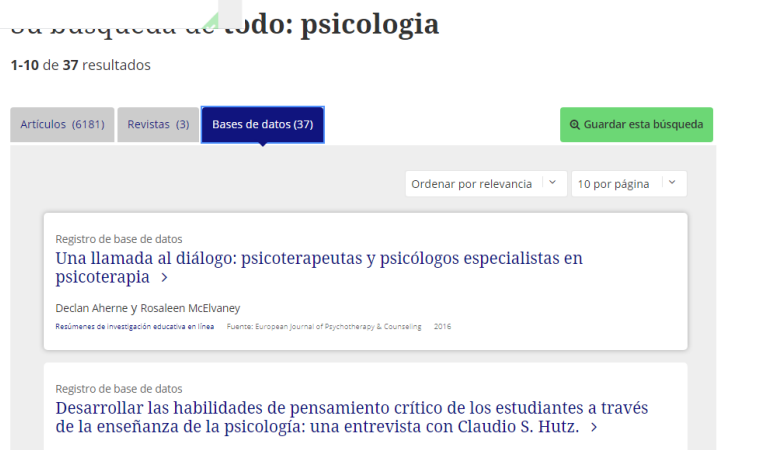 Su búsqueda de todo: psicologia
1-10 de 37 resultados
Artículos (6181)
Revistas (3)
Bases de datos (37)
Guardar esta búsqueda
Ordenar por relevancia
10 por página
Registro de base de datos
Una llamada al diálogo: psicoterapeutas y psicólogos especialistas en
psicoterapia
Declan Aherne y Rosaleen McElvaney
Resúmenes de investigación educativa en línea Fuente: European Journal of Psychotherapy & Counseling 2016
Registro de base de datos
Desarrollar las habilidades de pensamiento crítico de los estudiantes a través
de la enseñanza de la psicología: una entrevista con Claudio S. Hutz.